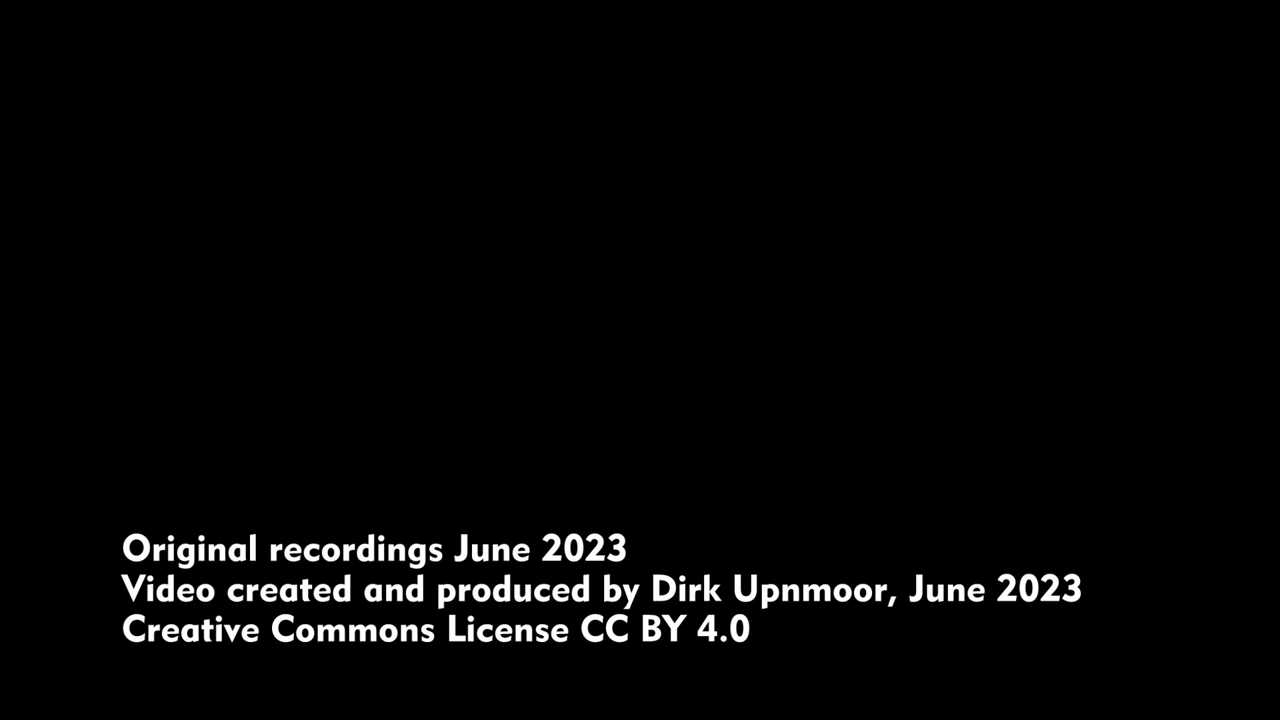 Original recordings June 2023
Video created and produced by Dirk Upnmoor, June 2023
Creative Commons License CC BY 4.0